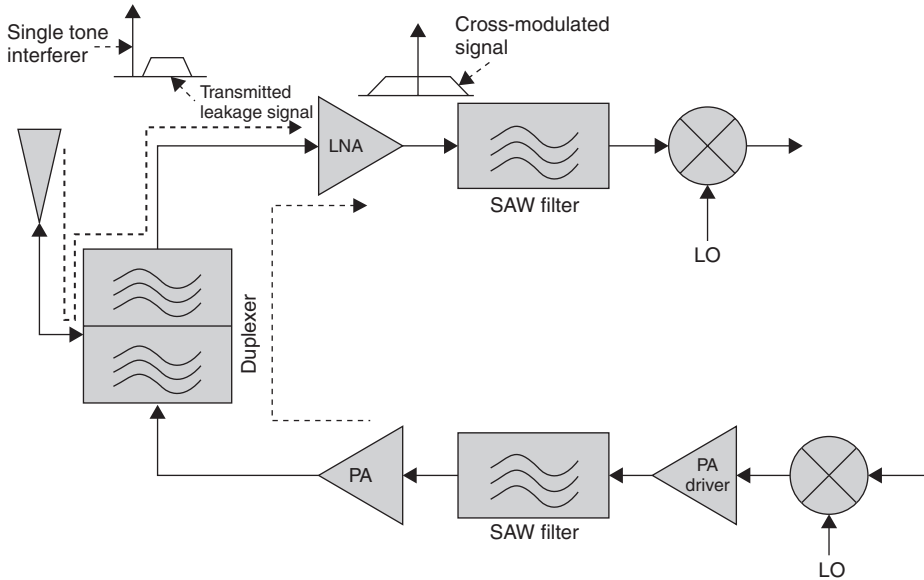 Single tone
interferer
Transmitted
leakage signal
Cross-modulated
signal
LNA
SAW filter
LO
Duplexer
PA
SAW filter
PA
driver
LO